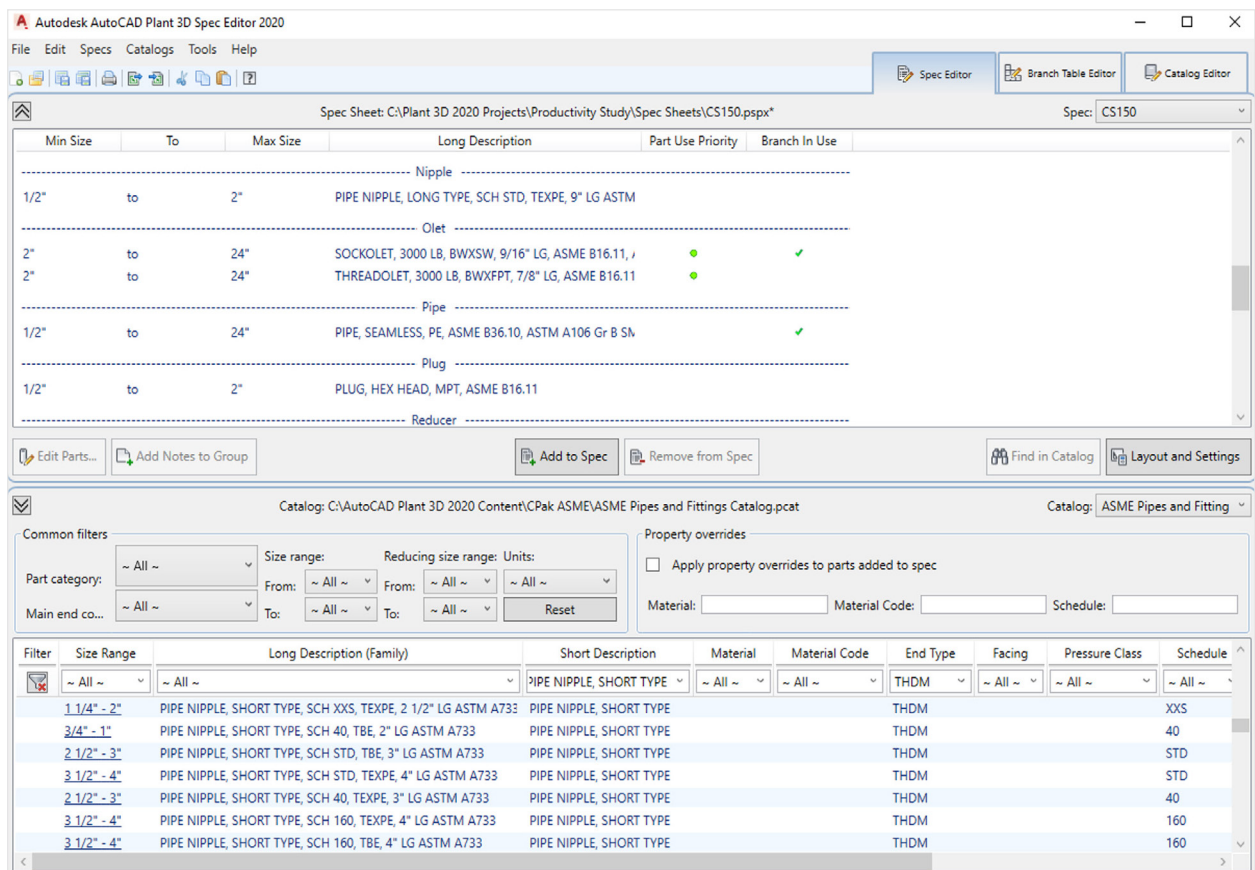 Autodesk AutoCAD Plant 3D Spec Editor 2020
File Edit Specs Catalogs Tools Help
Spec Editor Branch Table Editor Catalog Editor
Spec Sheet: C:\Plant 3D 2020 Projects\Productivity Study\Spec Sheets\CS150.pspx* Spec: CS150
Min Size To Max Size Long Description Part Use Priority Branch In Use
Nipple
1/2" to 2" PIPE NIPPLE, LONG TYPE, SCH STD, TEXPE, 9" LG ASTM
Olet
2" to 24" SOCKOLET, 3000 LB, BWXSW, 9/16" LG, ASME B16.11,
2" to 24" THREADOLET, 3000 LB, BWXFPT, 7/8" LG, ASME B16.11
Pipe
1/2" to 24" PIPE, SEAMLESS, PE, ASME B36.10, ASTM A106 Gr B
Plug
1/2" to 2" PLUG, HEX HEAD, MPT, ASME B16.11
Reducer
Edit Parts... Add Notes to Group Add to Spec Remove from Spec Find in Catalog Layout and Settings
Catalog: C:\AutoCAD Plant 3D 2020 Content\CPak ASME\ASME Pipes and Fittings Catalog.pcat Catalog: ASME Pipes and Fitting
Common filters Property overrides
Part category: ~ All ~ Size range: Reducing size range: Units: Apply property overrides to parts added to spec
From: ~ All ~ From: ~ All ~ ~ All ~
Main end co... ~ All ~ To: ~ All ~ To: ~ All ~ Reset Material: Material Code: Schedule:
Filter Size Range Long Description (Family) Short Description Material Material Code End Type Facing Pressure Class Schedule
~ All ~ ~ All ~ PIPE NIPPLE, SHORT TYPE ~ All ~ ~ All ~ THDM ~ All ~ ~ All ~ ~ All ~
1 1/4" - 2" PIPE NIPPLE, SHORT TYPE, SCH XXS, TEXPE, 2 1/2" LG ASTM A733 PIPE NIPPLE, SHORT TYPE THDM XXS
3/4" - 1" PIPE NIPPLE, SHORT TYPE, SCH 40, TBE, 2" LG ASTM A733 PIPE NIPPLE, SHORT TYPE THDM 40
2 1/2" - 3" PIPE NIPPLE, SHORT TYPE, SCH STD, TBE, 3" LG ASTM A733 PIPE NIPPLE, SHORT TYPE THDM STD
3 1/2" - 4" PIPE NIPPLE, SHORT TYPE, SCH STD, TEXPE, 4" LG ASTM A733 PIPE NIPPLE, SHORT TYPE THDM STD
2 1/2" - 3" PIPE NIPPLE, SHORT TYPE, SCH 40, TEXPE, 3" LG ASTM A733 PIPE NIPPLE, SHORT TYPE THDM 40
3 1/2" - 4" PIPE NIPPLE, SHORT TYPE, SCH 160, TEXPE, 4" LG ASTM A733 PIPE NIPPLE, SHORT TYPE THDM 160
3 1/2" - 4" PIPE NIPPLE, SHORT TYPE, SCH 160, TBE, 4" LG ASTM A733 PIPE NIPPLE, SHORT TYPE THDM 160